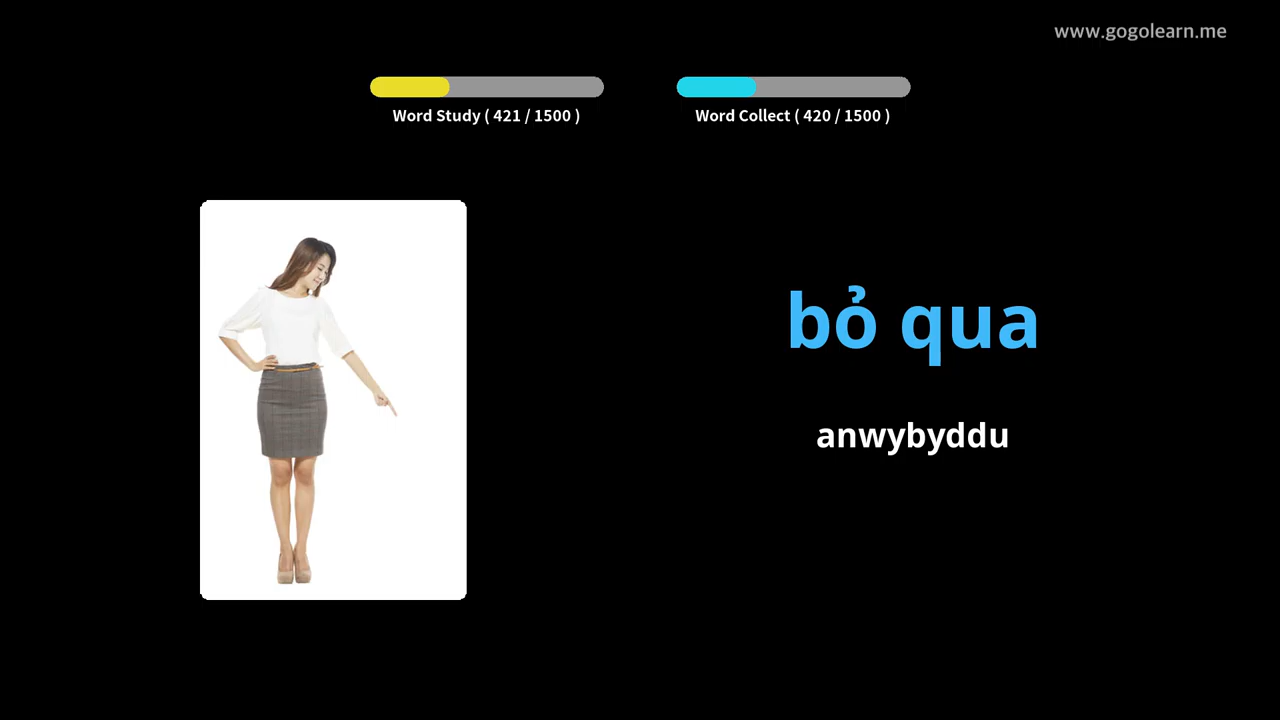 www.gogolearn.me
Word Study ( 421 / 1500 )
Word Collect ( 420 / 1500 )
bỏ qua
anwybyddu